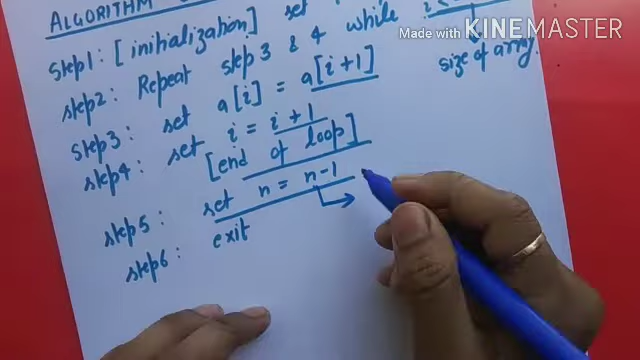 ALGORITHM
Made with KINEMASTER
step1: [initialization] set
step2: Repeat step 3 & 4 while
size of array
step3: set a[i] = a[i+1]
step4: set i = i+1
[end of loop]
step5: set n = n-1
step6: exit